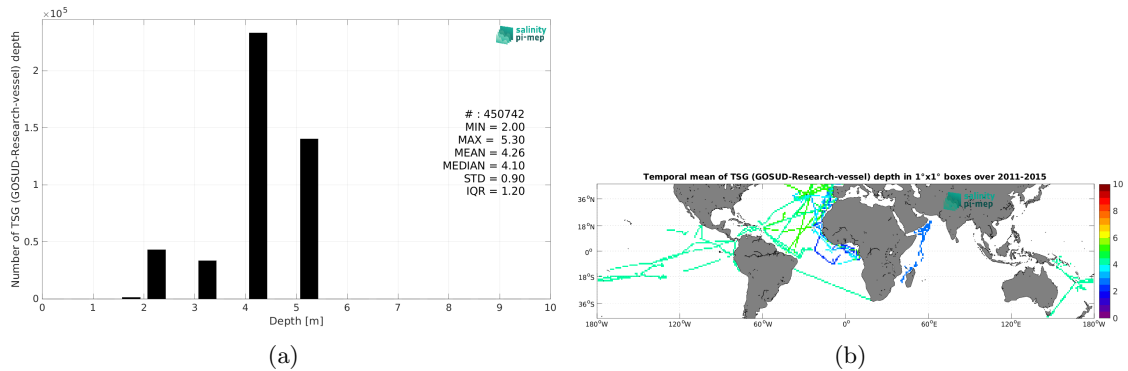 ×10⁵
salinity
pi-mep
2
1.5
1
0.5
0
Number of TSG (GOSUD-Research-vessel) depth
# : 450742
MIN = 2.00
MAX = 5.30
MEAN = 4.26
MEDIAN = 4.10
STD = 0.90
IQR = 1.20
0 1 2 3 4 5 6 7 8 9 10
Depth [m]
(a)
Temporal mean of TSG (GOSUD-Research-vessel) depth in 1°x1° boxes over 2011-2015
salinity
pi-mep
36°N
18°N
0°
18°S
36°S
180°W 120°W 60°W 0° 60°E 120°E 180°W
10
8
6
4
2
0
(b)